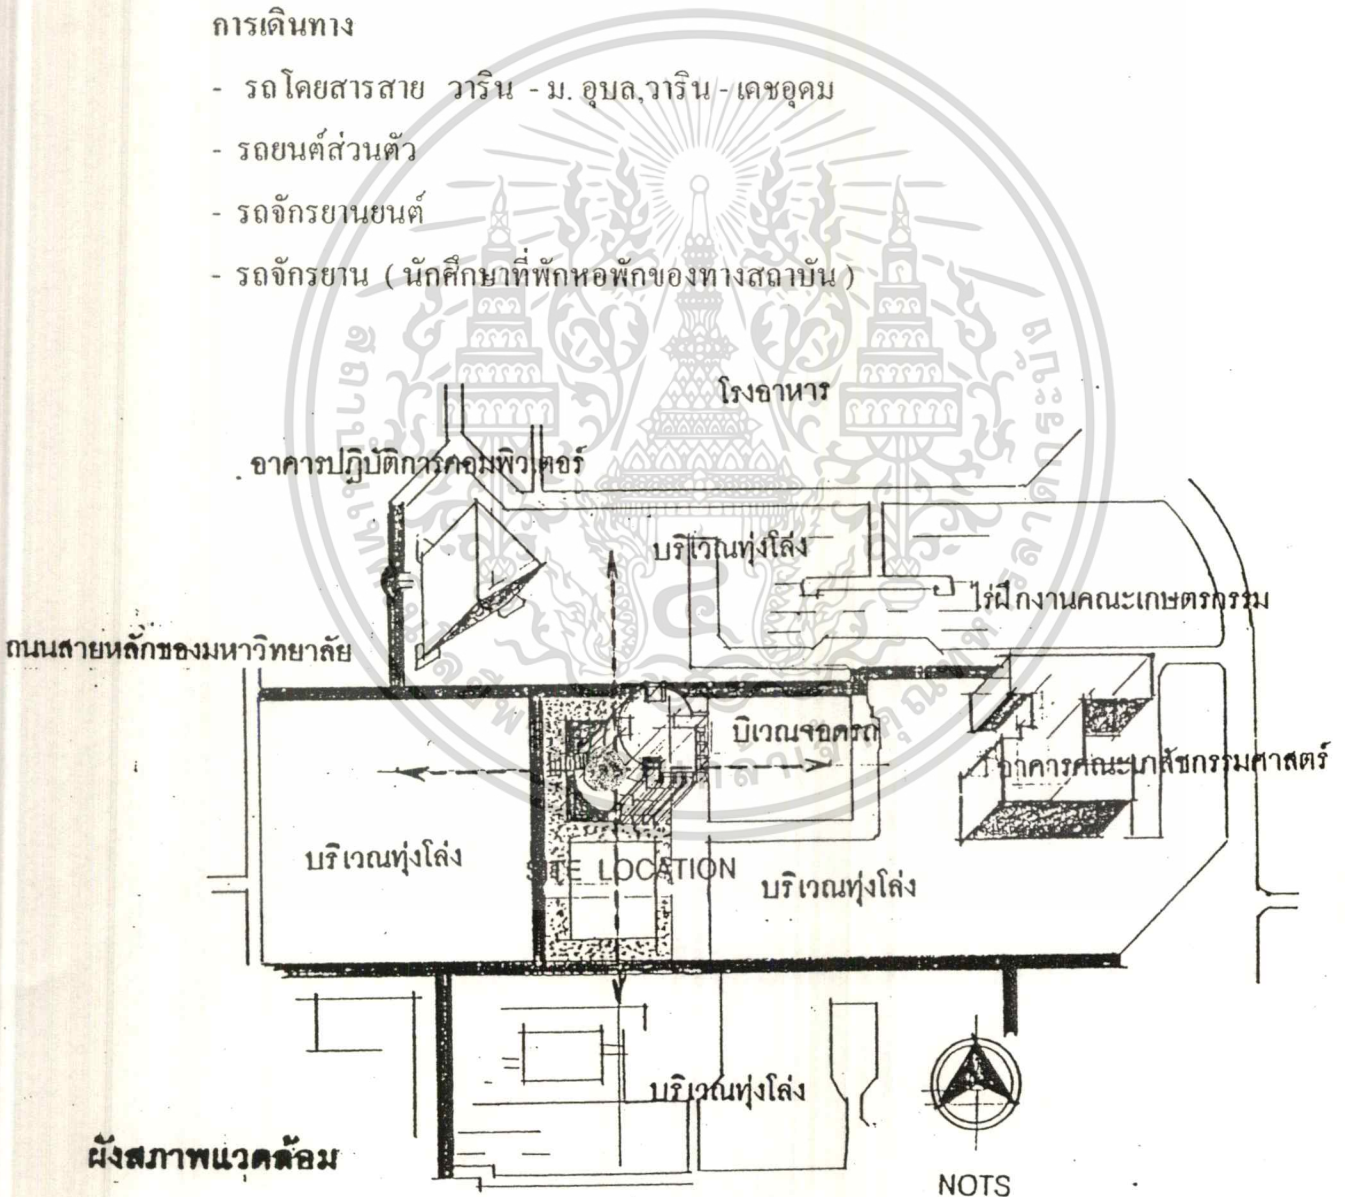 การเดินทาง
- รถโดยสารสาย วาริน - ม. อุบล,วาริน - เดชอุดม
- รถยนต์ส่วนตัว
- รถจักรยานยนต์
- รถจักรยาน ( นักศึกษาที่พักหอพักของทางสถาบัน )
โรงอาหาร
อาคารปฏิบัติการคอมพิวเตอร์
บริเวณทุ่งโล่ง
ไร่ฝึกงานคณะเกษตรกรรม
ถนนสายหลักของมหาวิทยาลัย
บิเวณจอดรถ
อาคารคณะเภสัชกรรมศาสตร์
บริเวณทุ่งโล่ง
SITE LOCATION
บริเวณทุ่งโล่ง
บริเวณทุ่งโล่ง
ผังสภาพแวดล้อม
NOTS